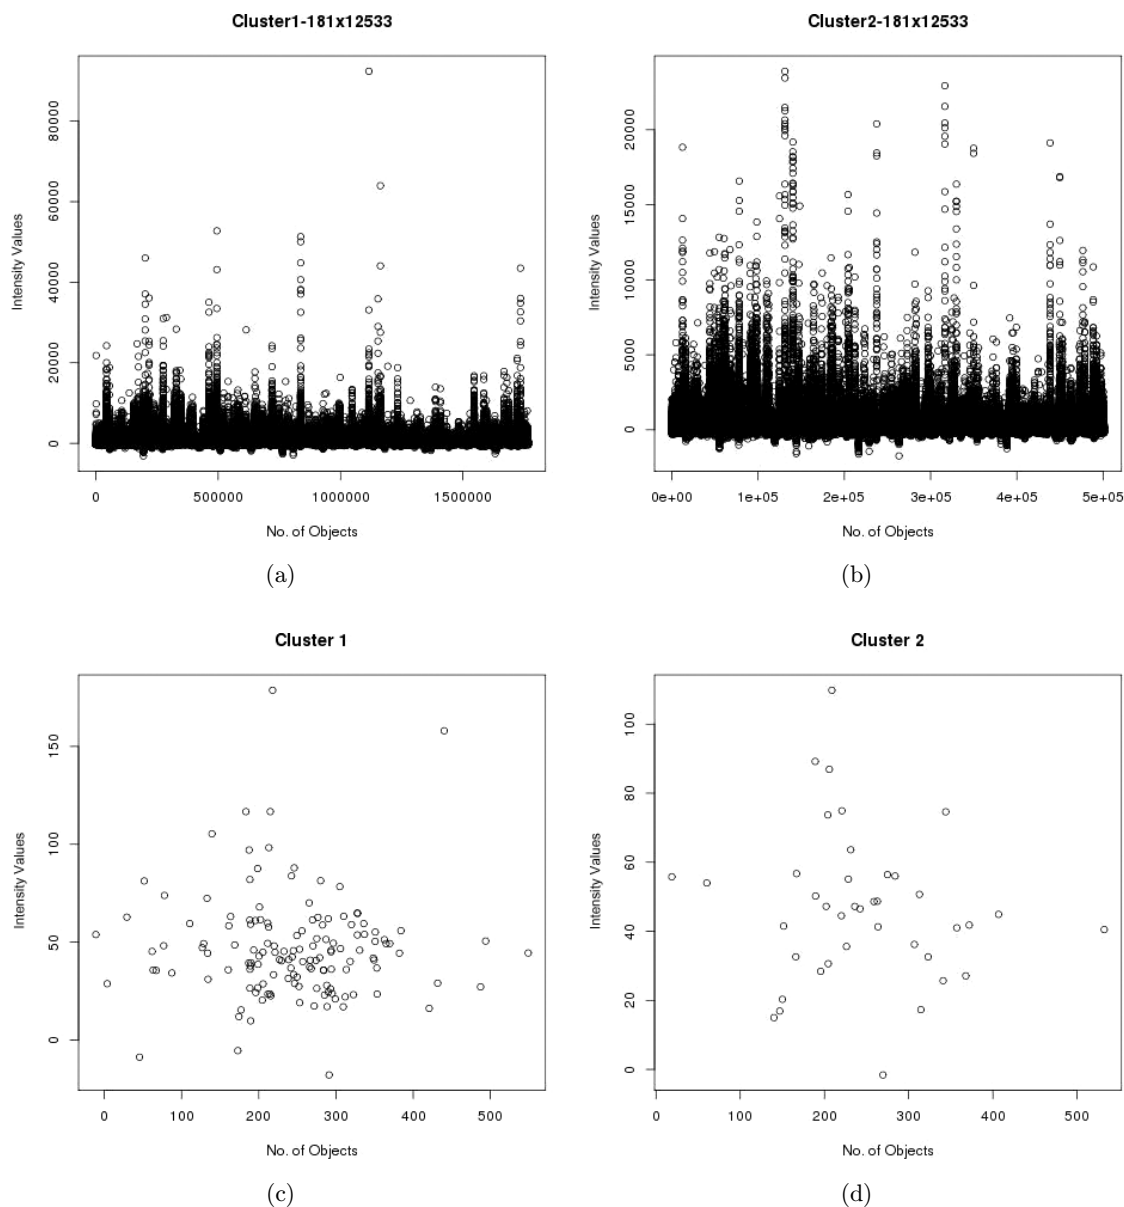 Cluster1-181x12533
Intensity Values
0 20000 40000 60000 80000
0 500000 1000000 1500000
No. of Objects
(a)
Cluster2-181x12533
Intensity Values
0 5000 10000 15000 20000
0e+00 1e+05 2e+05 3e+05 4e+05 5e+05
No. of Objects
(b)
Cluster 1
Intensity Values
0 50 100 150
0 100 200 300 400 500
No. of Objects
(c)
Cluster 2
Intensity Values
0 20 40 60 80 100
0 100 200 300 400 500
No. of Objects
(d)